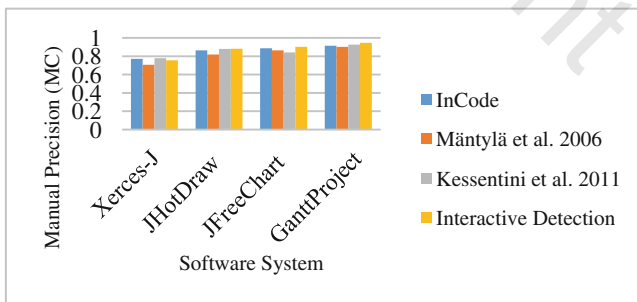 Manual Precision (MC)
1
0.8
0.6
0.4
0.2
0
Xerces-J
JHotDraw
JFreeChart
GanttProject
Software System
InCode
Mäntylä et al. 2006
Kessentini et al. 2011
Interactive Detection
nt